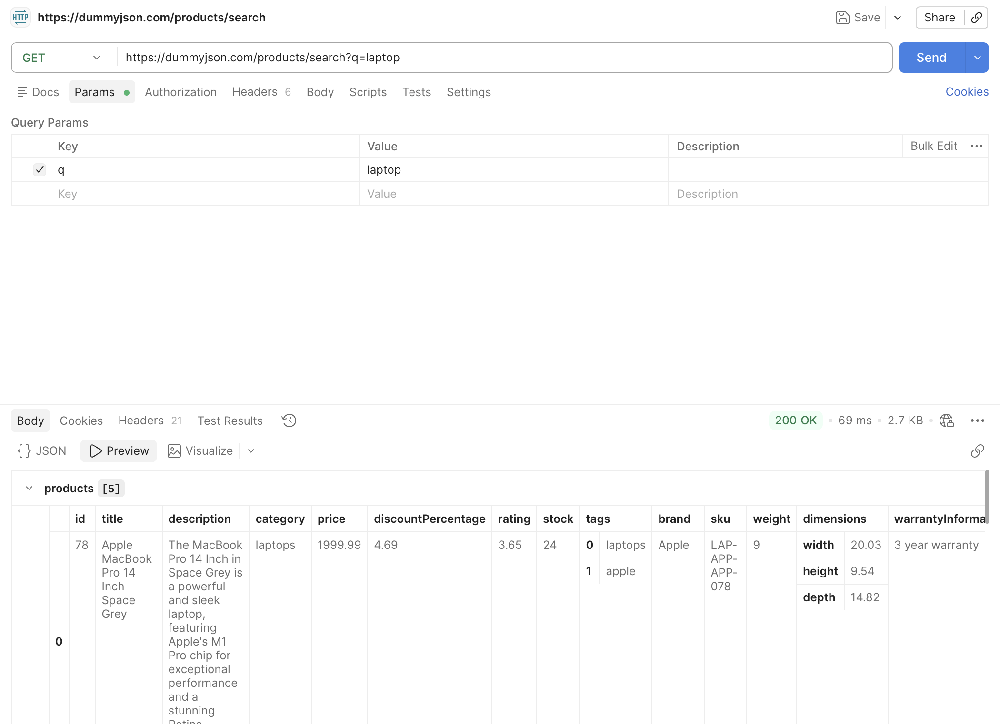 HTTP https://dummyjson.com/products/search Save Share
GET https://dummyjson.com/products/search?q=laptop Send
Docs Params Authorization Headers 6 Body Scripts Tests Settings Cookies
Query Params
Key Value Description Bulk Edit
q laptop
Key Value Description
Body Cookies Headers 21 Test Results 200 OK 69 ms 2.7 KB
{} JSON Preview Visualize
products [5]
id title description category price discountPercentage rating stock tags brand sku weight dimensions warrantyInforma
0
78
Apple
MacBook
Pro 14
Inch
Space
Grey
The MacBook
Pro 14 Inch in
Space Grey is
a powerful
and sleek
laptop,
featuring
Apple's M1
Pro chip for
exceptional
performance
and a
stunning
Retina
laptops
1999.99
4.69
3.65
24
0 laptops
1 apple
Apple
LAP-
APP-
APP-
078
9
width 20.03
height 9.54
depth 14.82
3 year warranty